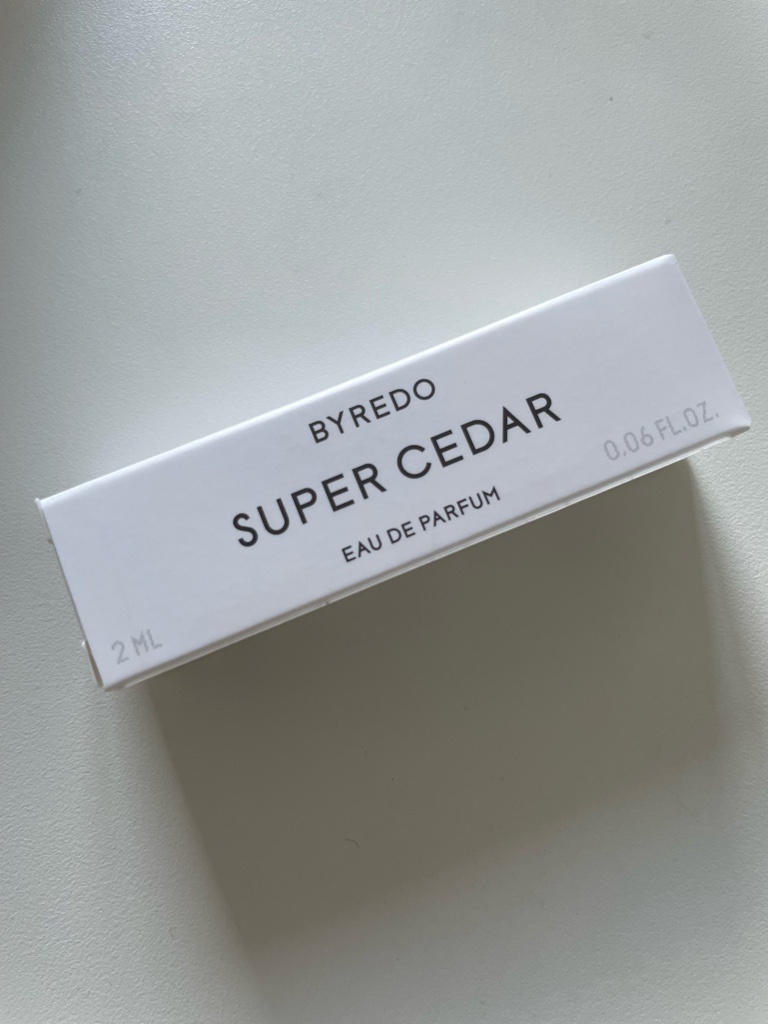 BYREDO
SUPER CEDAR
EAU DE PARFUM
2 ML
0.06 FL.OZ.